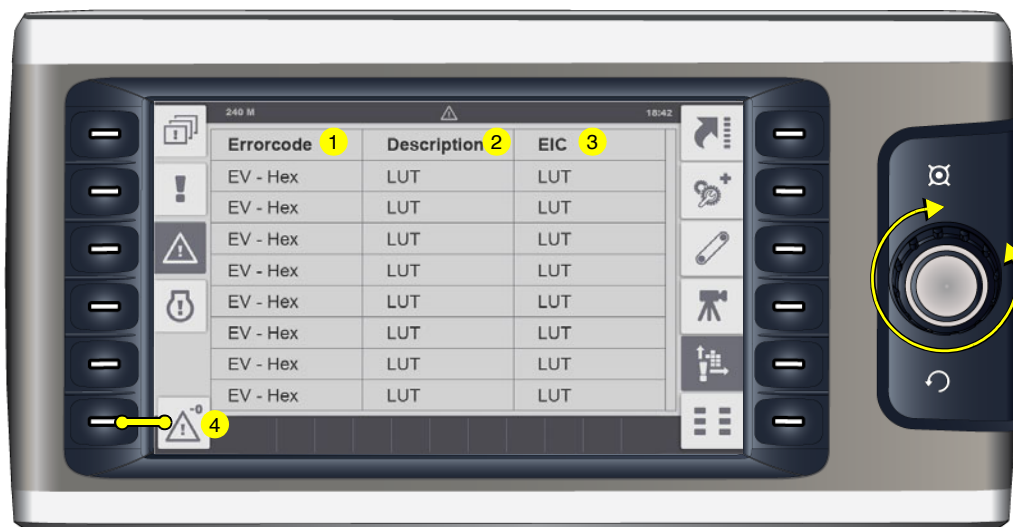 240 M 18:42
Errorcode 1 Description 2 EIC 3
EV - Hex LUT LUT
EV - Hex LUT LUT
EV - Hex LUT LUT
EV - Hex LUT LUT
EV - Hex LUT LUT
EV - Hex LUT LUT
EV - Hex LUT LUT
EV - Hex LUT LUT
-0
4